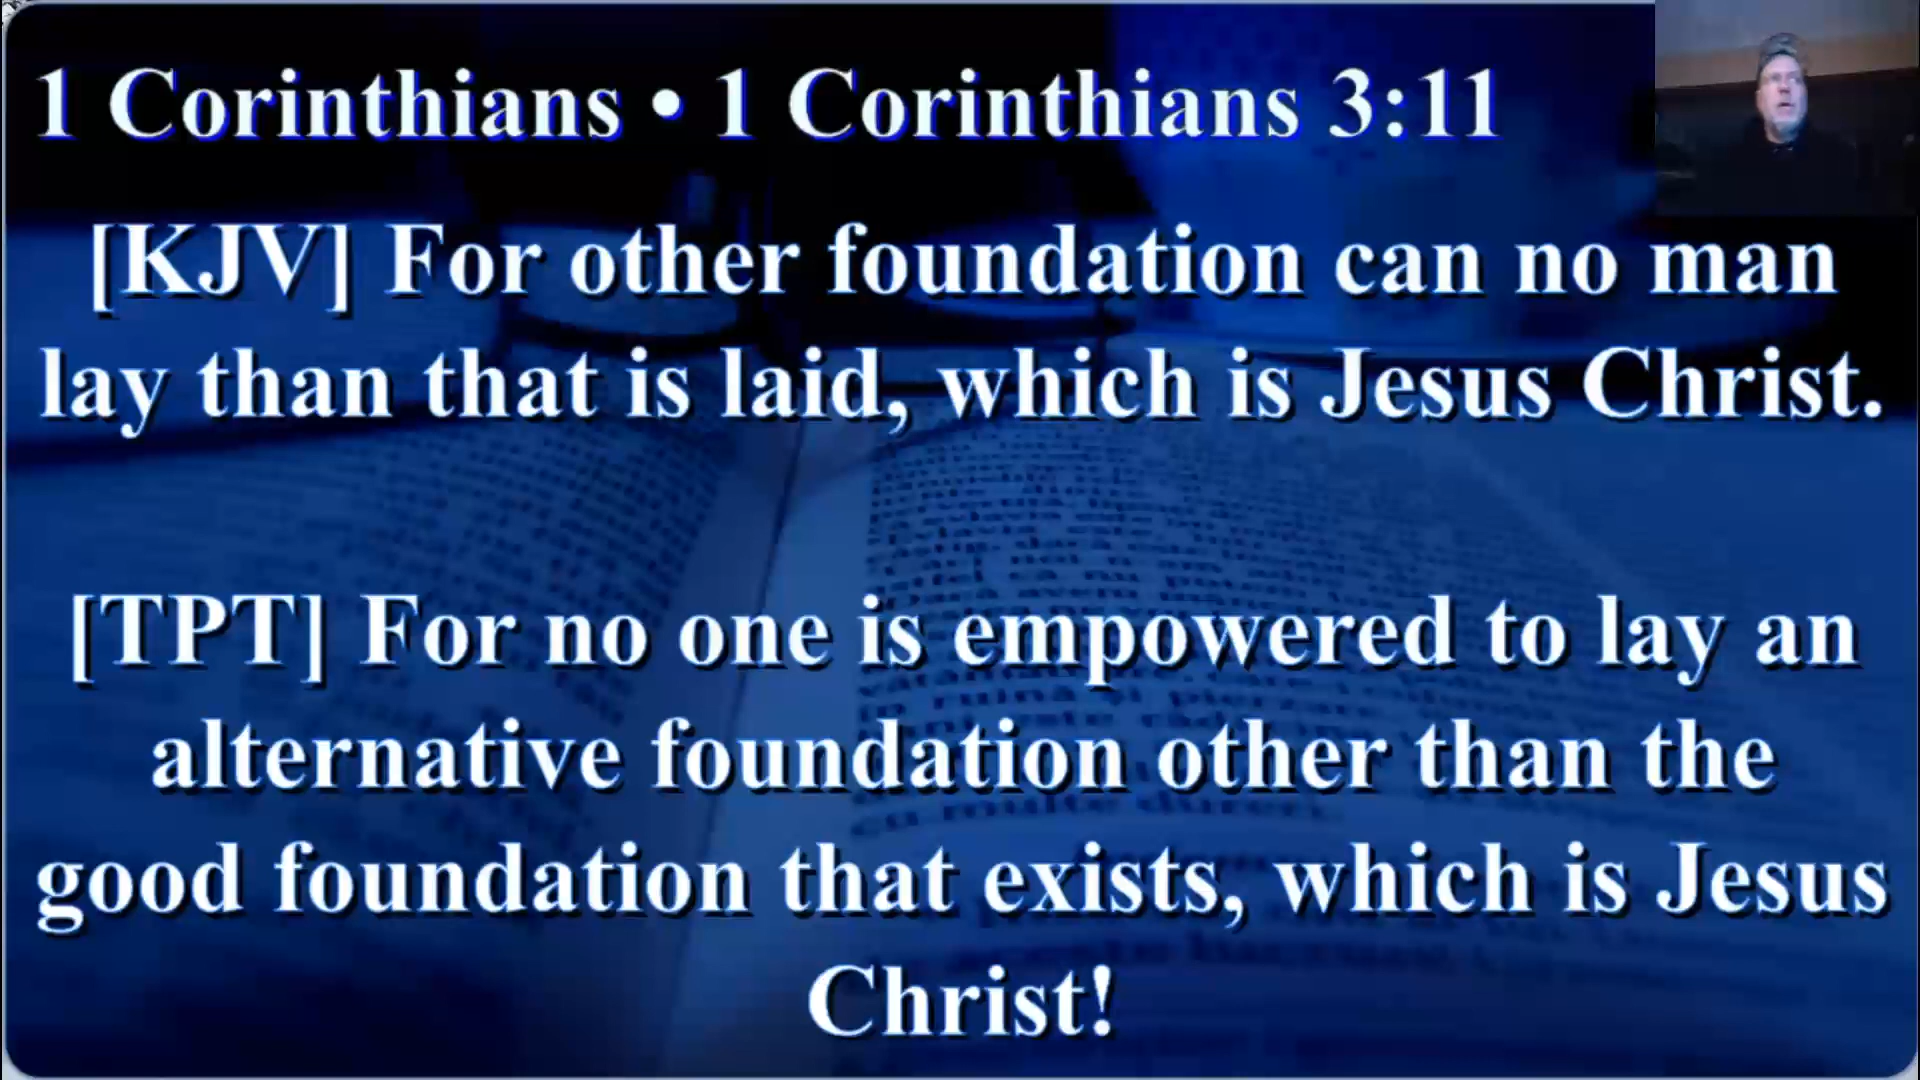 1 Corinthians • 1 Corinthians 3:11
[KJV] For other foundation can no man
lay than that is laid, which is Jesus Christ.
[TPT] For no one is empowered to lay an
alternative foundation other than the
good foundation that exists, which is Jesus
Christ!